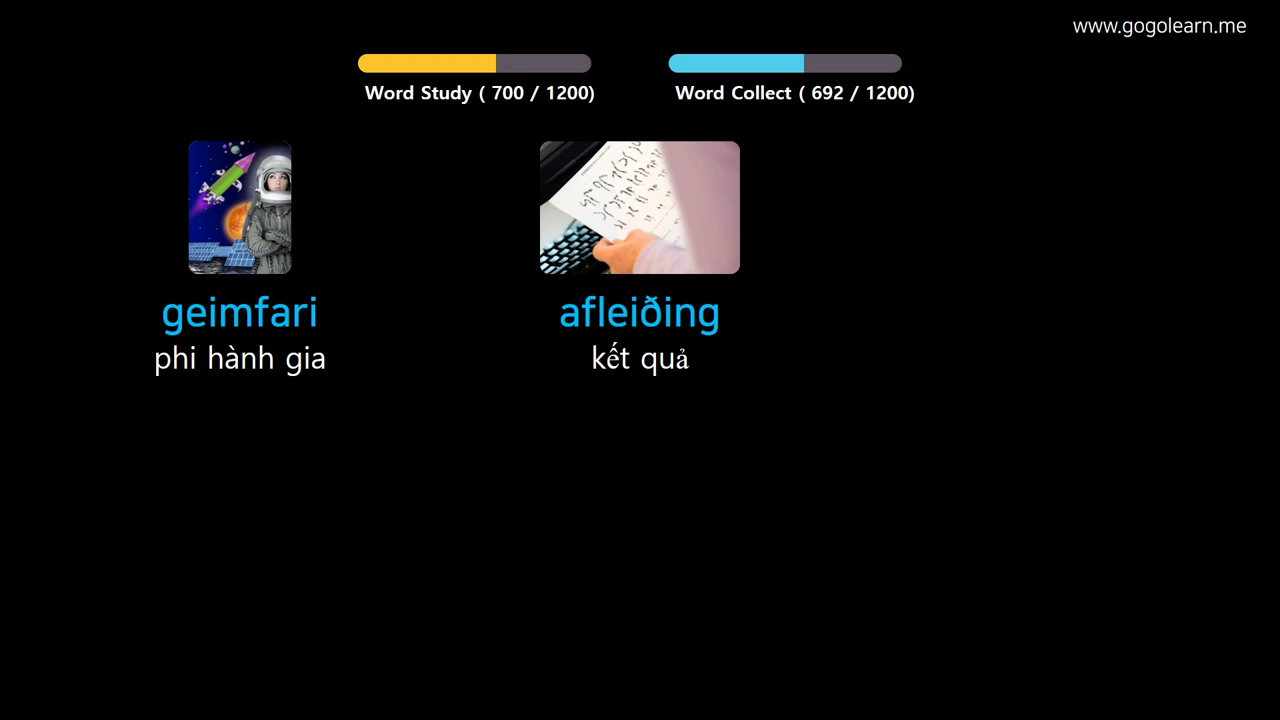 www.gogolearn.me
Word Study ( 700 / 1200)
Word Collect ( 692 / 1200)
geimfari
afleiðing
phi hành gia
kết quả